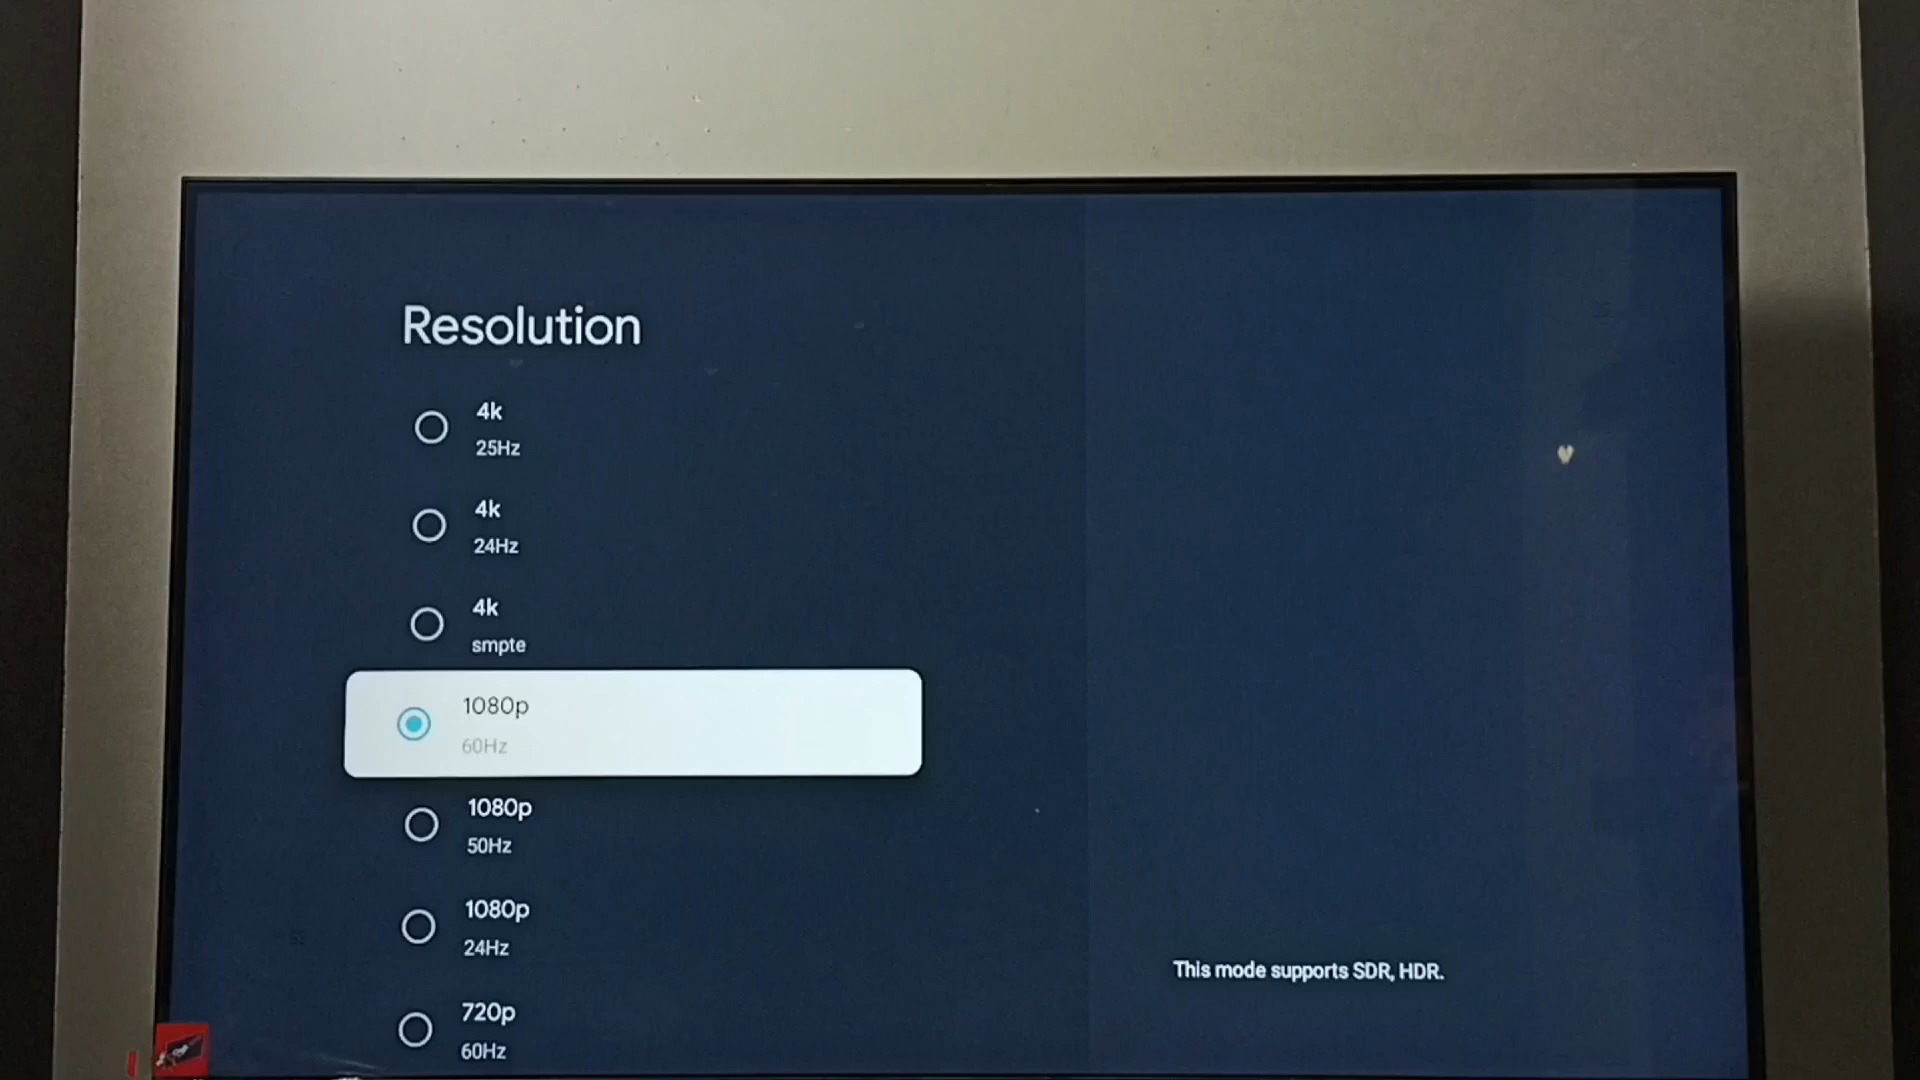 Resolution
4k
25Hz
4k
24Hz
4k
smpte
1080p
60Hz
1080p
50Hz
1080p
24Hz
720p
60Hz
This mode supports SDR, HDR.